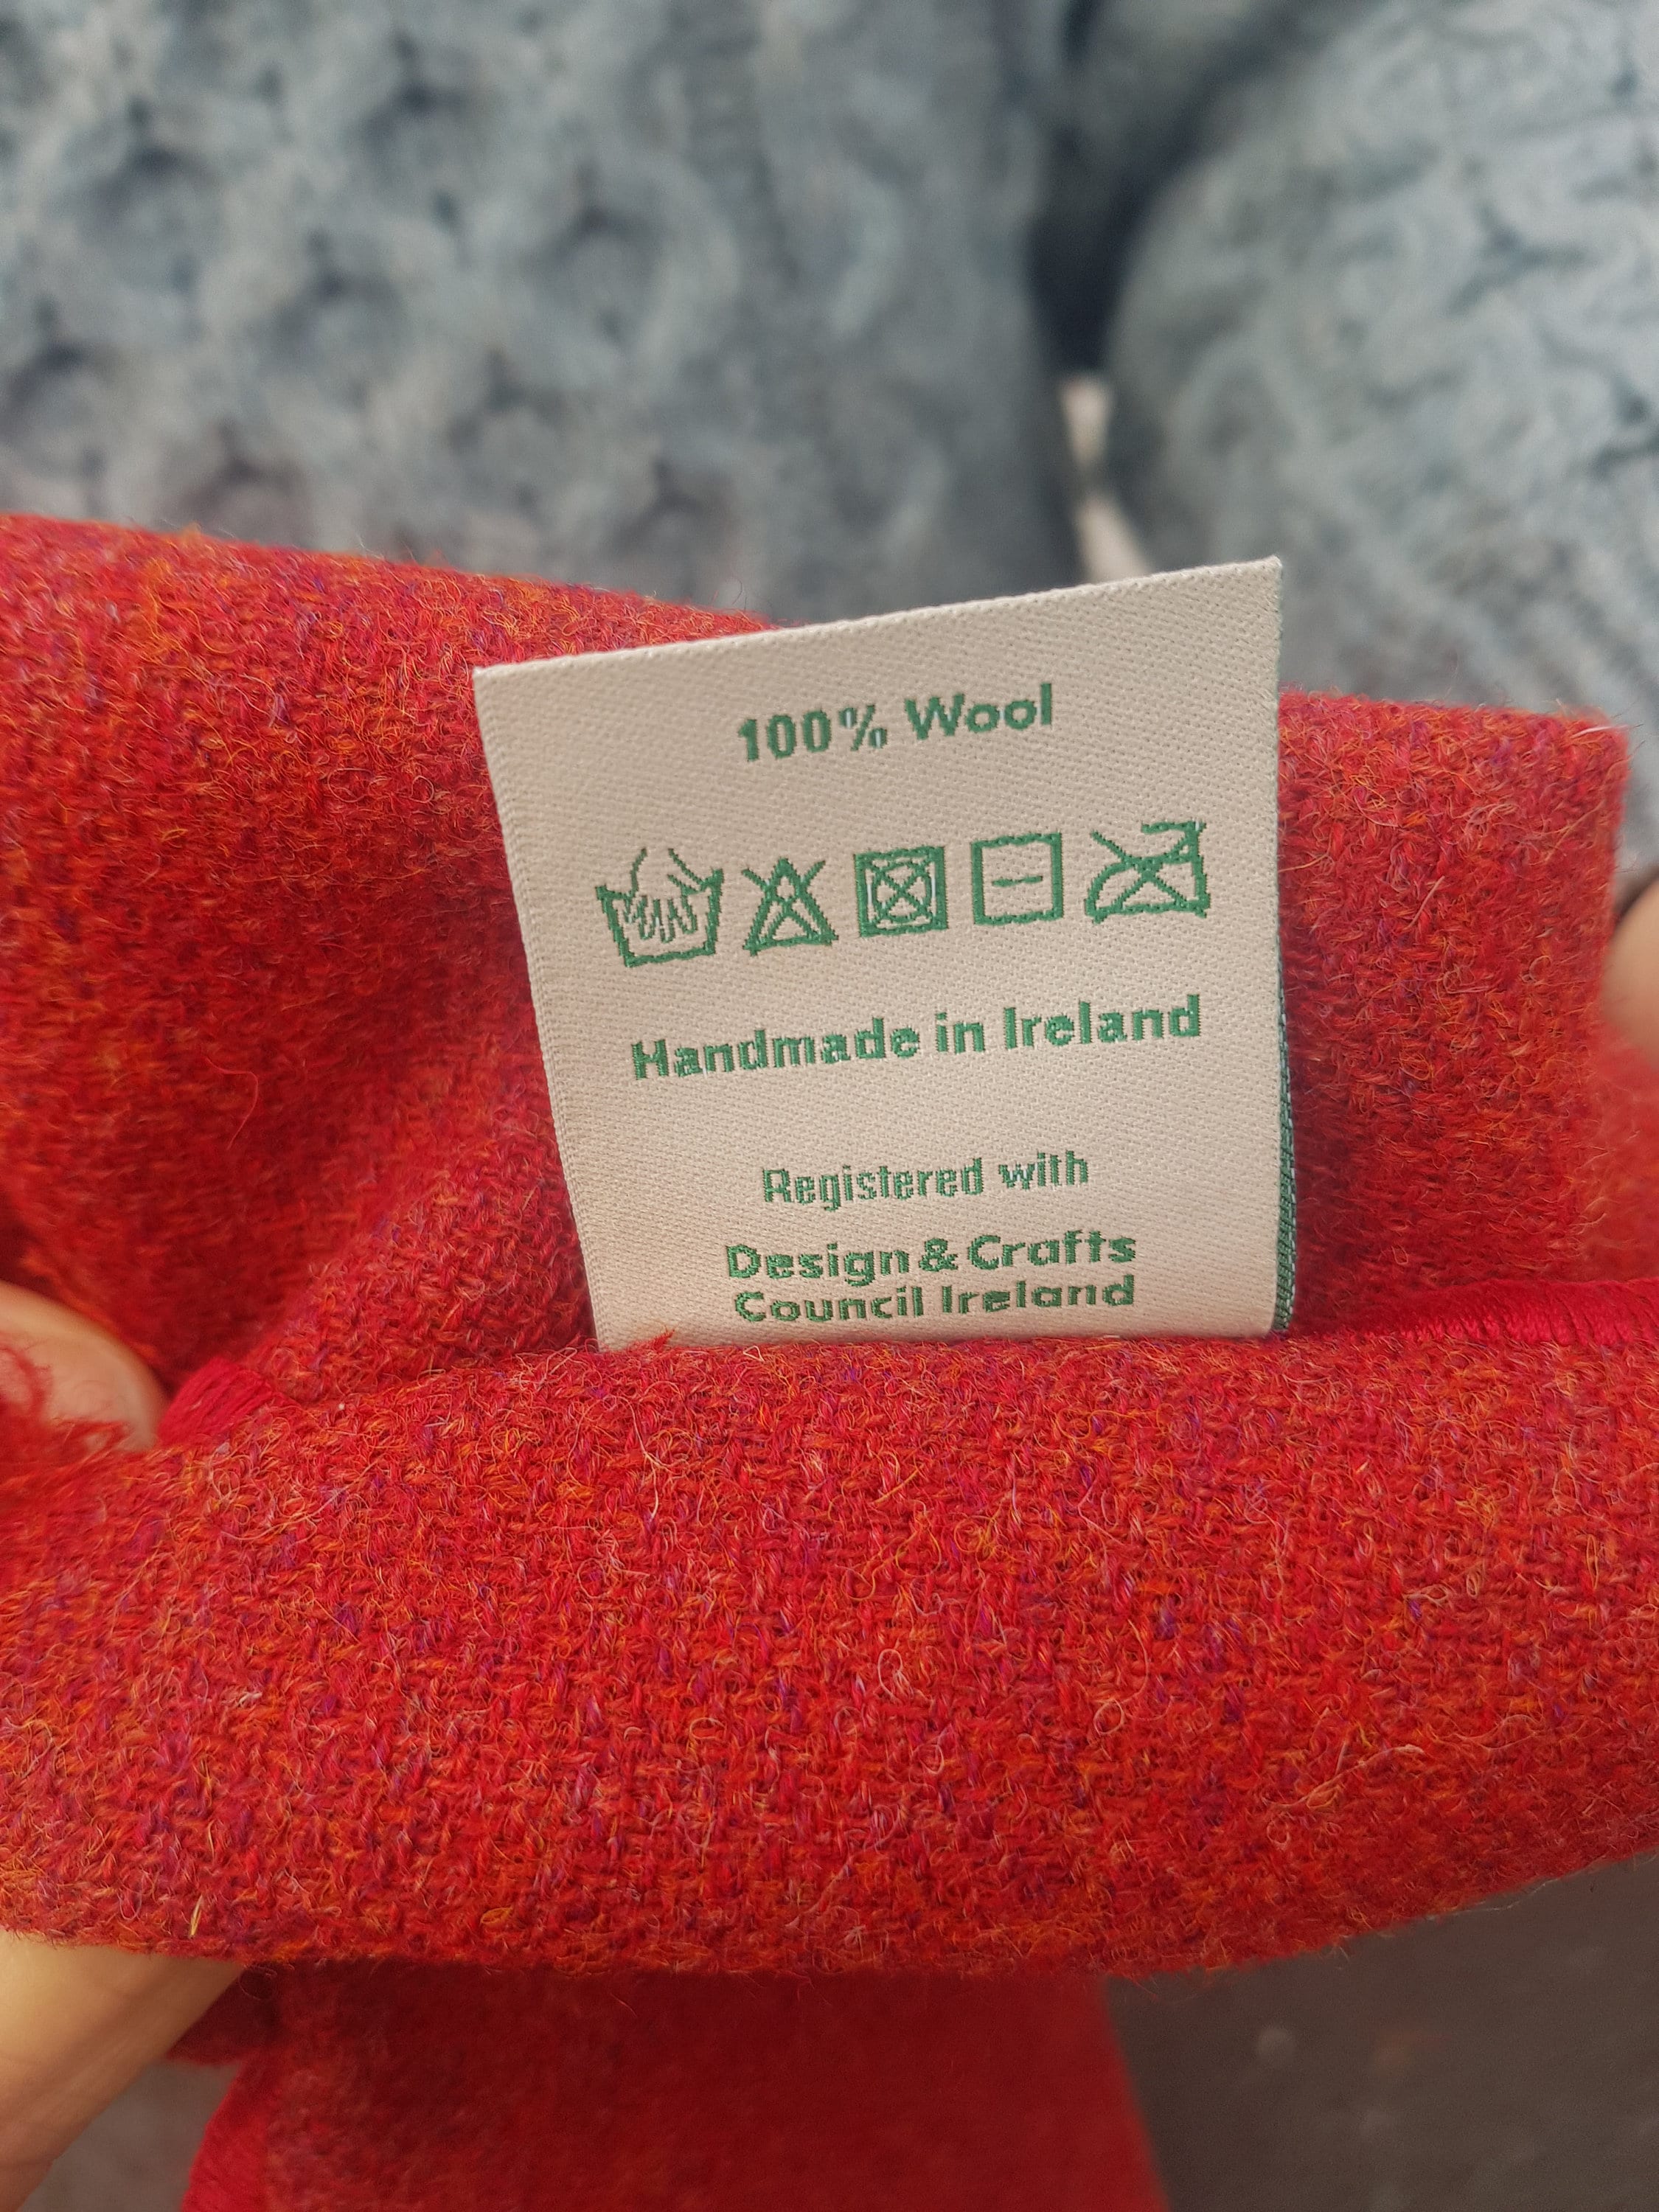 100% Wool
Handmade in Ireland
Registered with
Design & Crafts
Council Ireland